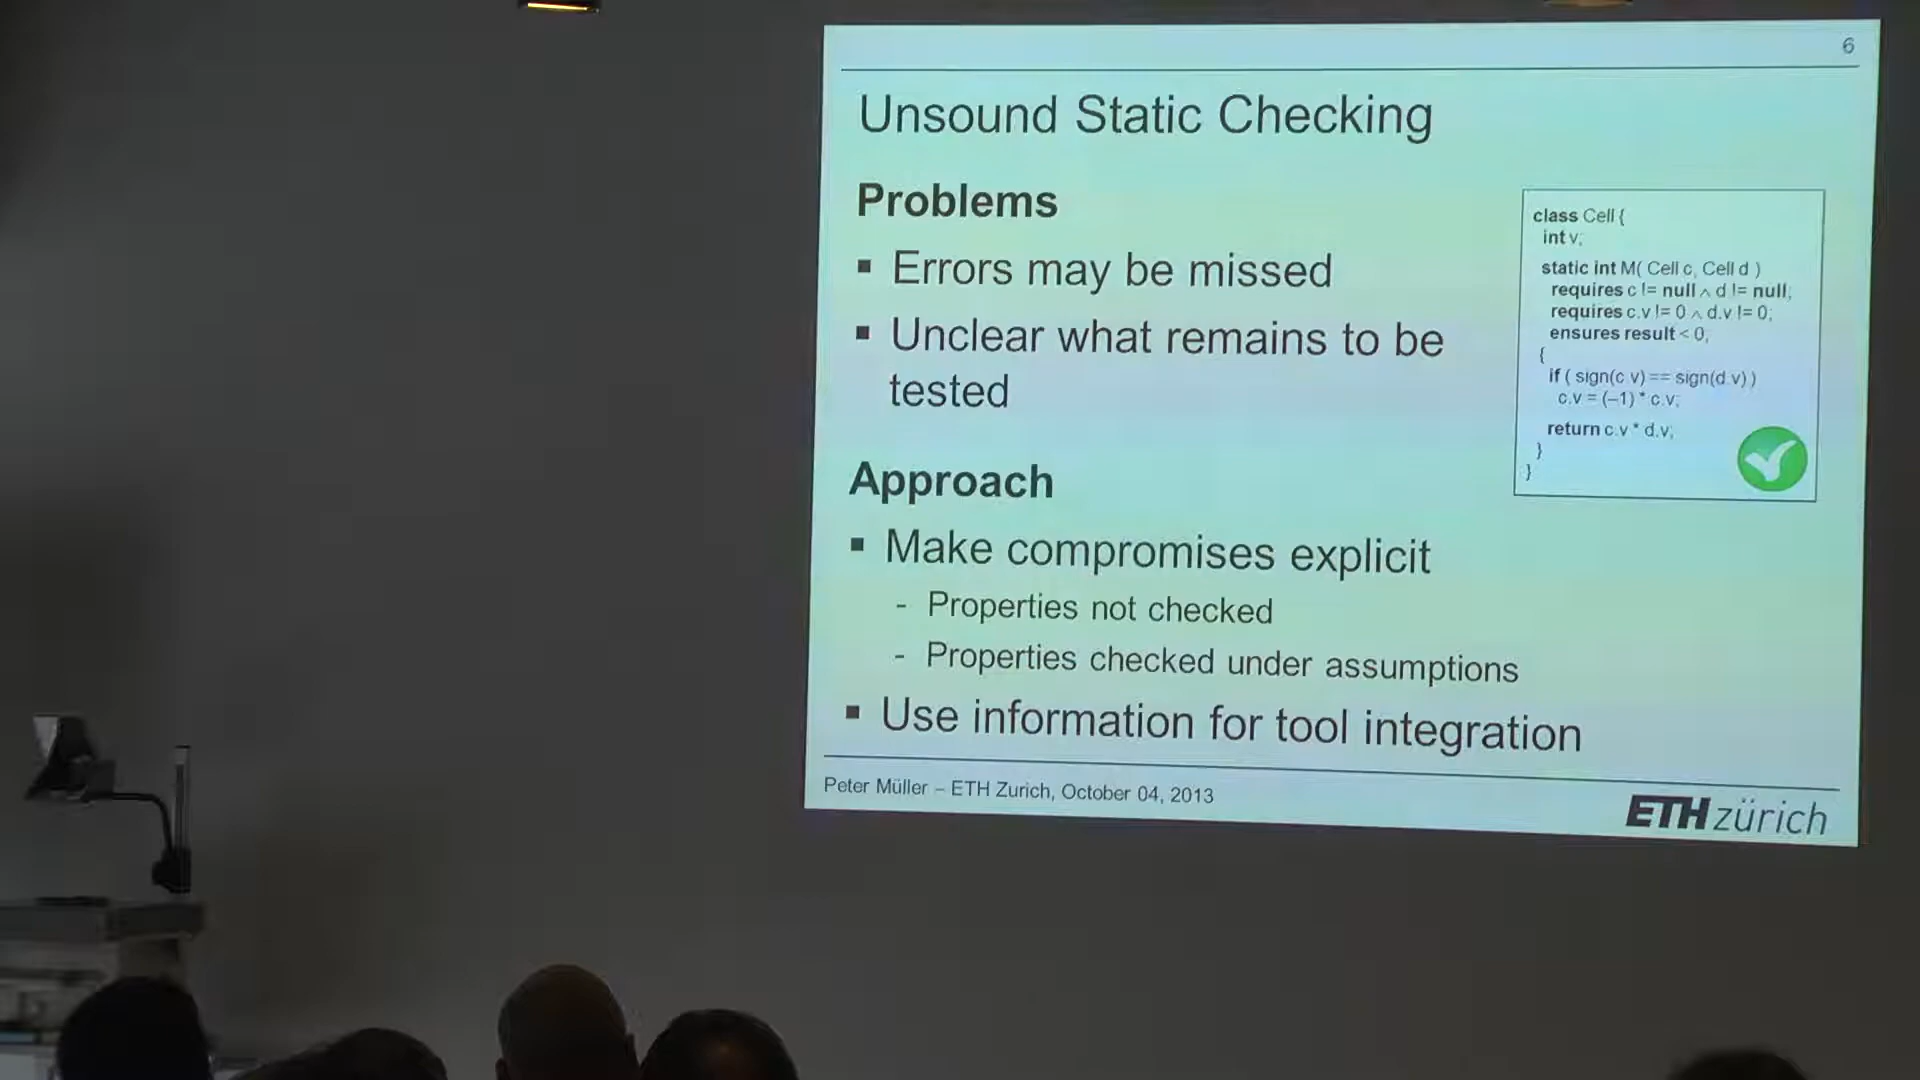 6
Unsound Static Checking
Problems
▪ Errors may be missed
▪ Unclear what remains to be
tested
class Cell {
int v;
static int M( Cell c, Cell d )
requires c != null ∧ d != null;
requires c.v != 0 ∧ d.v != 0;
ensures result < 0;
{
if ( sign(c.v) == sign(d.v) )
c.v = (–1) * c.v;
return c.v * d.v;
}
}
Approach
▪ Make compromises explicit
- Properties not checked
- Properties checked under assumptions
▪ Use information for tool integration
Peter Müller – ETH Zurich, October 04, 2013
ETH zürich